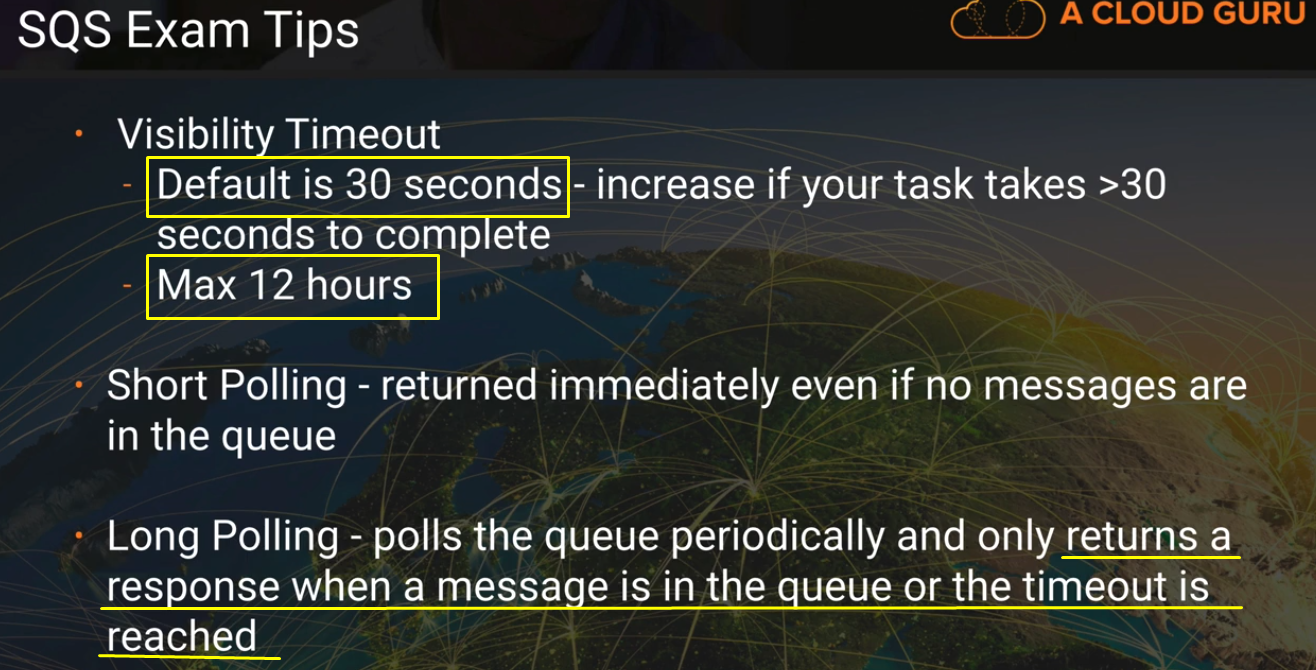 SQS Exam Tips
A CLOUD GURU
• Visibility Timeout
- Default is 30 seconds - increase if your task takes >30
seconds to complete
- Max 12 hours
• Short Polling - returned immediately even if no messages are
in the queue
• Long Polling - polls the queue periodically and only returns a
response when a message is in the queue or the timeout is
reached